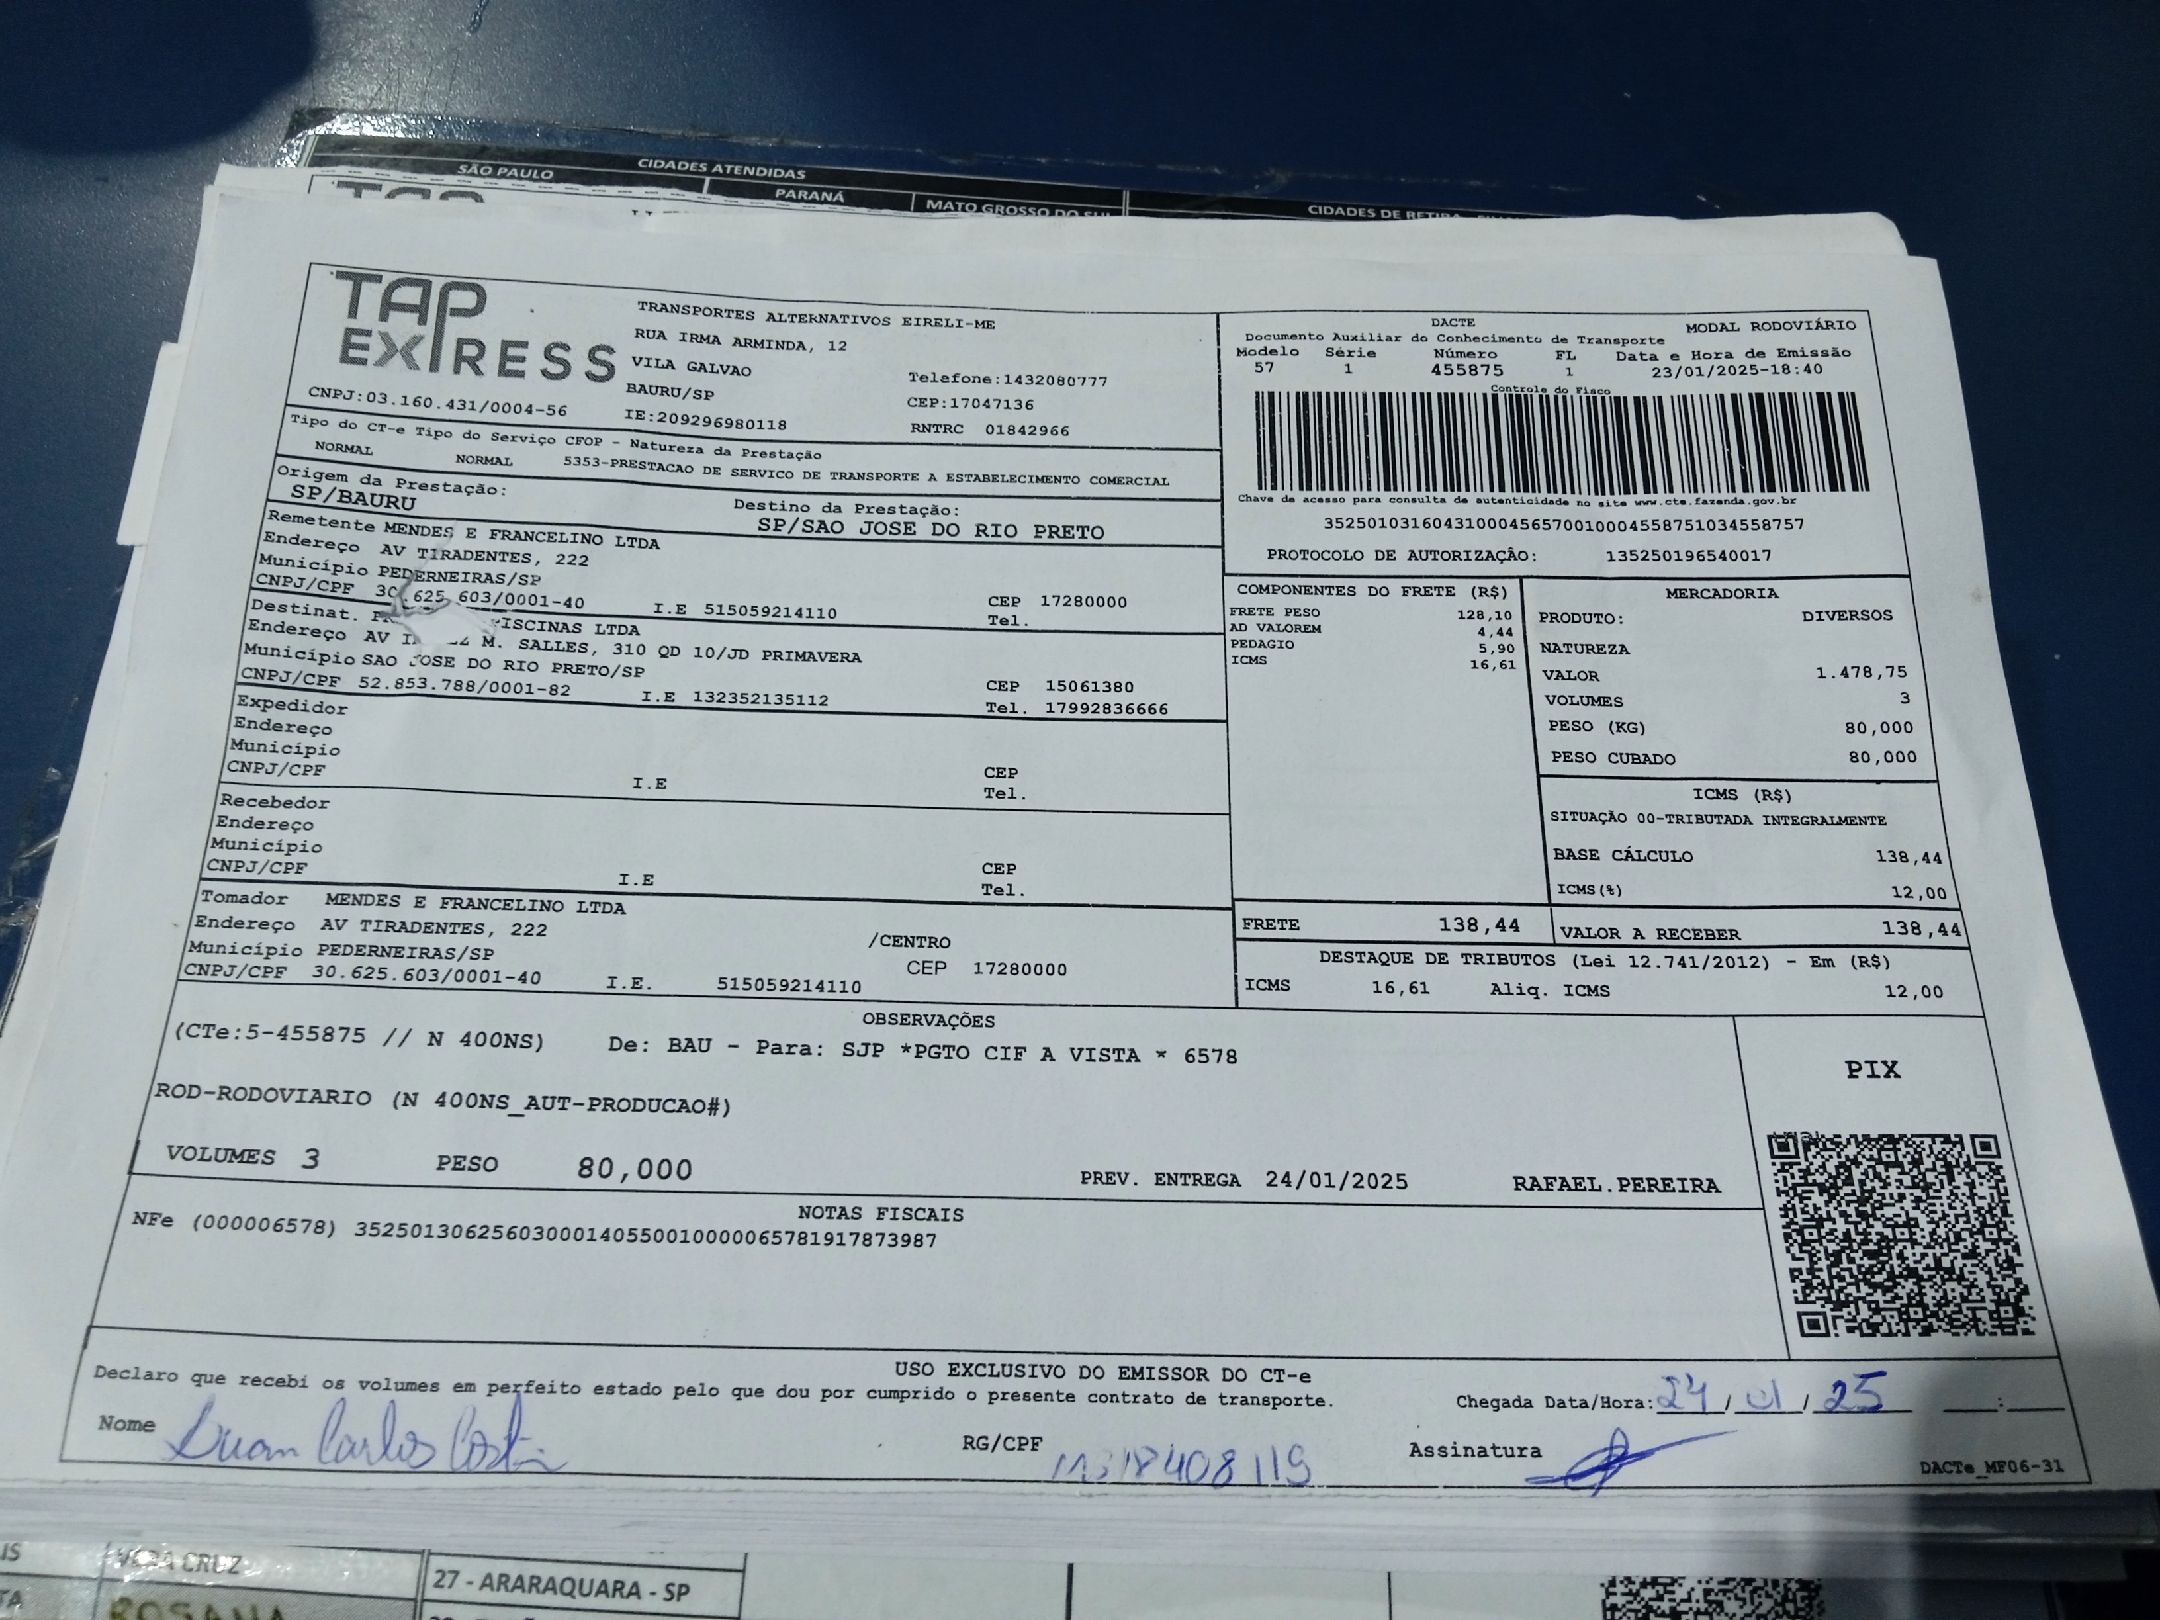 CIDADES ATENDIDAS
SÃO PAULO
PARANÁ
MATO GROSSO DO SUL
CIDADES DE
TAP EXPRESS
CNPJ:03.160.431/0004-56
TRANSPORTES ALTERNATIVOS EIRELI-ME
RUA IRMA ARMINDA, 12
VILA GALVAO
BAURU/SP
IE:209296980118
Telefone:1432080777
CEP:17047136
RNTRC 01842966
DACTE
MODAL RODOVIÁRIO
Documento Auxiliar do Conhecimento de Transporte
Modelo Série Número FL Data e Hora de Emissão
57 1 455875 1 23/01/2025-18:40
Controle do Fisco
Chave de acesso para consulta de autenticidade no site www.cte.fazenda.gov.br
35250103160431000456570010004558751034558757
PROTOCOLO DE AUTORIZAÇÃO: 135250196540017
Tipo do CT-e Tipo do Serviço CFOP - Natureza da Prestação
NORMAL NORMAL 5353-PRESTACAO DE SERVICO DE TRANSPORTE A ESTABELECIMENTO COMERCIAL
Origem da Prestação: Destino da Prestação:
SP/BAURU SP/SAO JOSE DO RIO PRETO
Remetente MENDES E FRANCELINO LTDA
Endereço AV TIRADENTES, 222
Município PEDERNEIRAS/SP CEP 17280000
CNPJ/CPF 30.625.603/0001-40 I.E 515059214110 Tel.
Destinat. PISCINAS LTDA
Endereço AV M. SALLES, 310 QD 10/JD PRIMAVERA
Município SAO JOSE DO RIO PRETO/SP CEP 15061380
CNPJ/CPF 52.853.788/0001-82 I.E 132352135112 Tel. 17992836666
Expedidor
Endereço
Município CEP
CNPJ/CPF I.E Tel.
Recebedor
Endereço
Município CEP
CNPJ/CPF I.E Tel.
Tomador MENDES E FRANCELINO LTDA
Endereço AV TIRADENTES, 222 /CENTRO
Município PEDERNEIRAS/SP CEP 17280000
CNPJ/CPF 30.625.603/0001-40 I.E. 515059214110
COMPONENTES DO FRETE (R$)
FRETE PESO 128,10
AD VALOREM 4,44
PEDAGIO 5,90
ICMS 16,61
MERCADORIA
PRODUTO: DIVERSOS
NATUREZA
VALOR 1.478,75
VOLUMES 3
PESO (KG) 80,000
PESO CUBADO 80,000
ICMS (R$)
SITUAÇÃO 00-TRIBUTADA INTEGRALMENTE
BASE CÁLCULO 138,44
ICMS(%) 12,00
FRETE 138,44 VALOR A RECEBER 138,44
DESTAQUE DE TRIBUTOS (Lei 12.741/2012) - Em (R$)
ICMS 16,61 Aliq. ICMS 12,00
OBSERVAÇÕES
(CTe:5-455875 // N 400NS) De: BAU - Para: SJP *PGTO CIF A VISTA * 6578
ROD-RODOVIARIO (N 400NS_AUT-PRODUCAO#)
VOLUMES 3 PESO 80,000 PREV. ENTREGA 24/01/2025 RAFAEL.PEREIRA
PIX
NOTAS FISCAIS
NFe (000006578) 35250130625603000140550010000065781917873987
USO EXCLUSIVO DO EMISSOR DO CT-e
Declaro que recebi os volumes em perfeito estado pelo que dou por cumprido o presente contrato de transporte.
Chegada Data/Hora: 24/01/25 :
Nome Carlos Costa RG/CPF Assinatura
DACTe_MF06-31
VERA CRUZ
27 - ARARAQUARA - SP
ROSANA